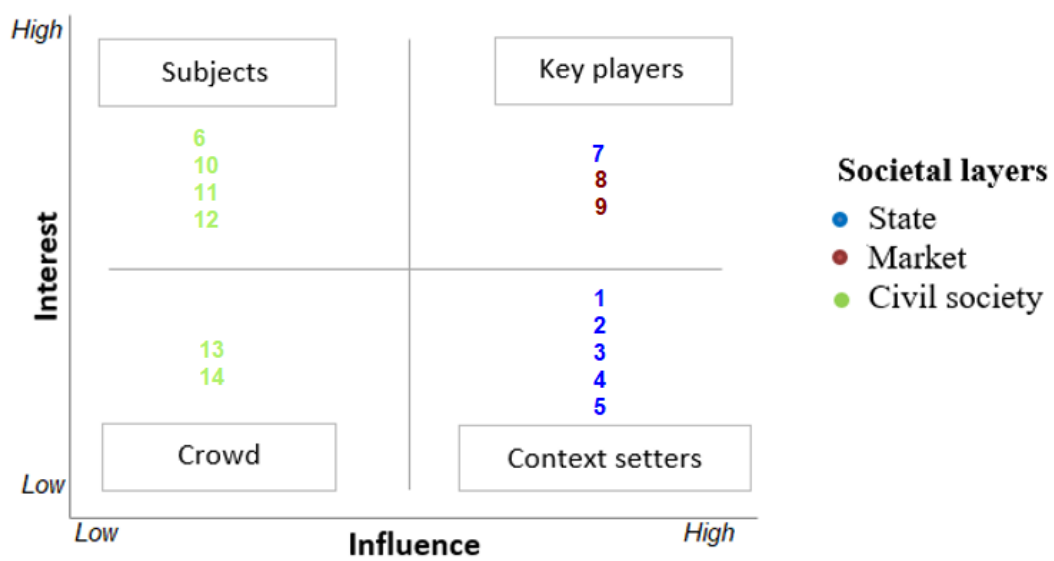 High
Subjects
Key players
6
10
11
12
7
8
9
Interest
13
14
1
2
3
4
5
Crowd
Context setters
Low
Low
Influence
High
Societal layers
State
Market
Civil society